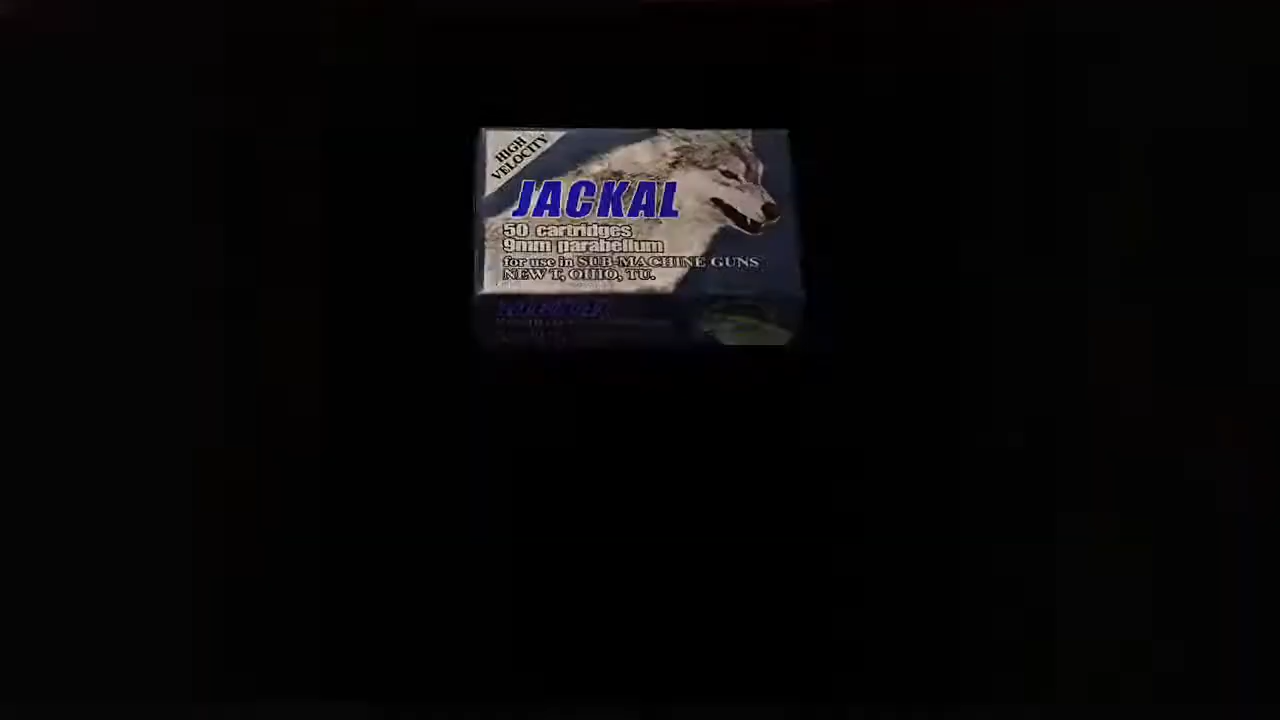 HIGH
VELOCITY
JACKAL
50 cartridges
9mm parabellum
for use in SUB-MACHINE GUNS
NEW T, OHIO, TU.